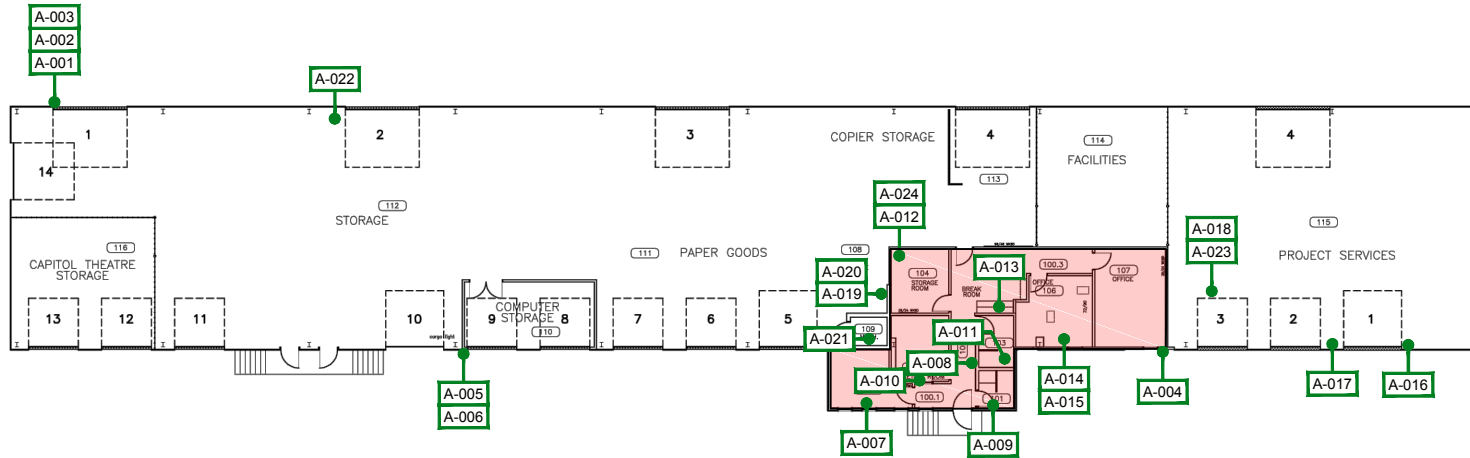 A-003
A-002
A-001
A-022
1
2
3
4
4
14
COPIER STORAGE
114
FACILITIES
113
112
STORAGE
115
PROJECT SERVICES
116
CAPITOL THEATRE
STORAGE
111
PAPER GOODS
108
A-024
A-012
A-018
A-023
A-020
A-019
A-013
104
STORAGE
ROOM
BREAK
ROOM
100.3
OFFICE
106
107
OFFICE
13
12
11
10
COMPUTER
STORAGE
9
8
110
7
6
5
109
3
2
1
A-021
A-011
A-008
A-010
100.1
A-005
A-006
A-007
A-009
A-014
A-015
A-004
A-017
A-016